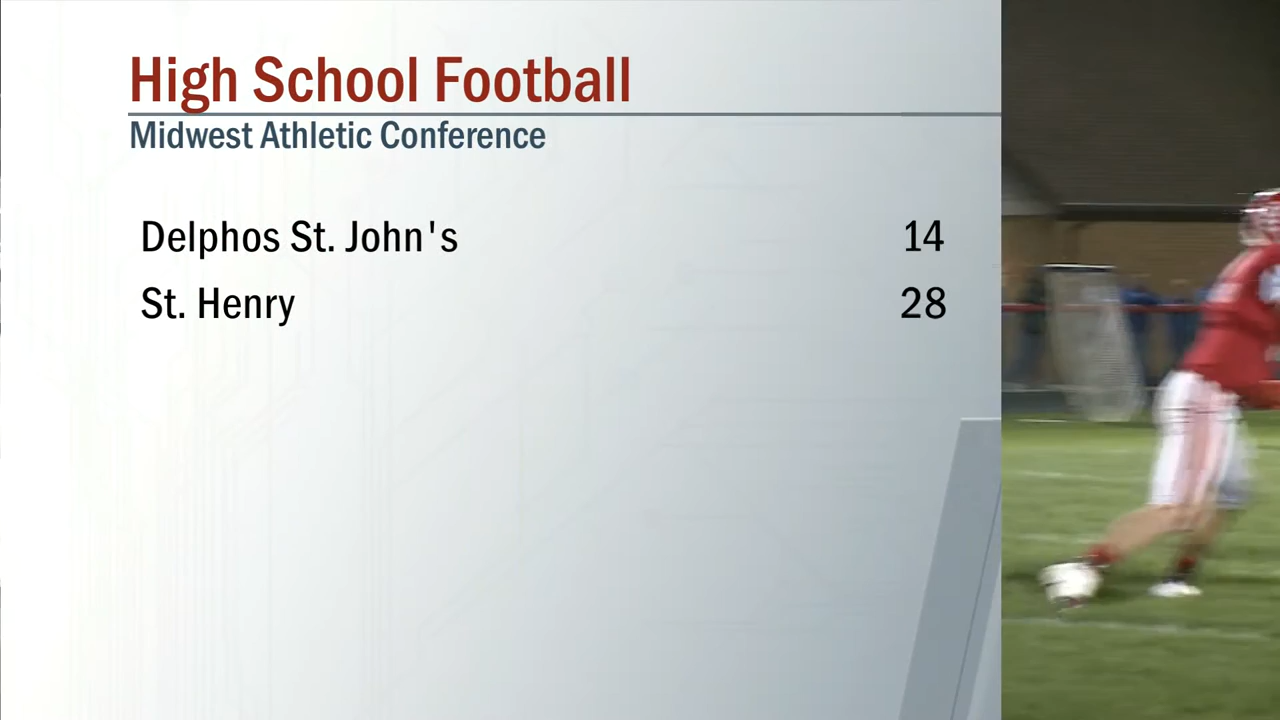 High School Football
Midwest Athletic Conference
Delphos St. John's 14
St. Henry 28